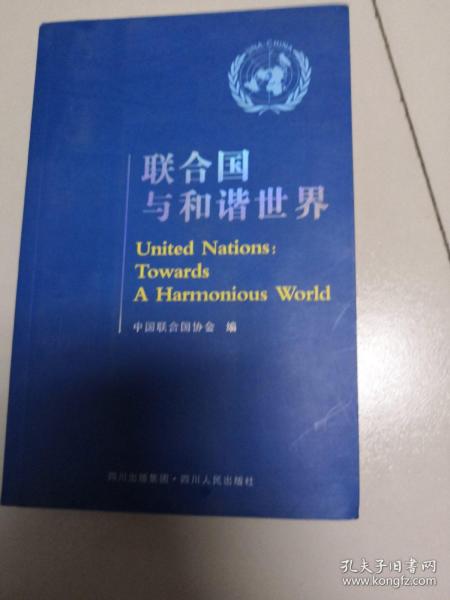 UNA-CHINA
联合国
与和谐世界
United Nations:
Towards
A Harmonious World
中国联合国协会 编
四川出版集团·四川人民出版社
孔夫子旧书网
www.kongfz.com